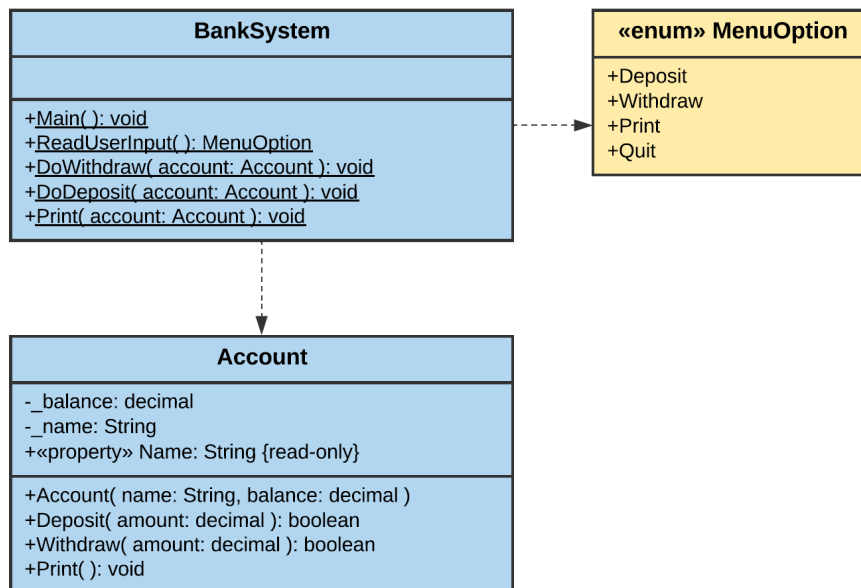 BankSystem
+Main( ): void
+ReadUserInput( ): MenuOption
+DoWithdraw( account: Account ): void
+DoDeposit( account: Account ): void
+Print( account: Account ): void
«enum» MenuOption
+Deposit
+Withdraw
+Print
+Quit
Account
-_balance: decimal
-_name: String
+«property» Name: String {read-only}
+Account( name: String, balance: decimal )
+Deposit( amount: decimal ): boolean
+Withdraw( amount: decimal ): boolean
+Print( ): void